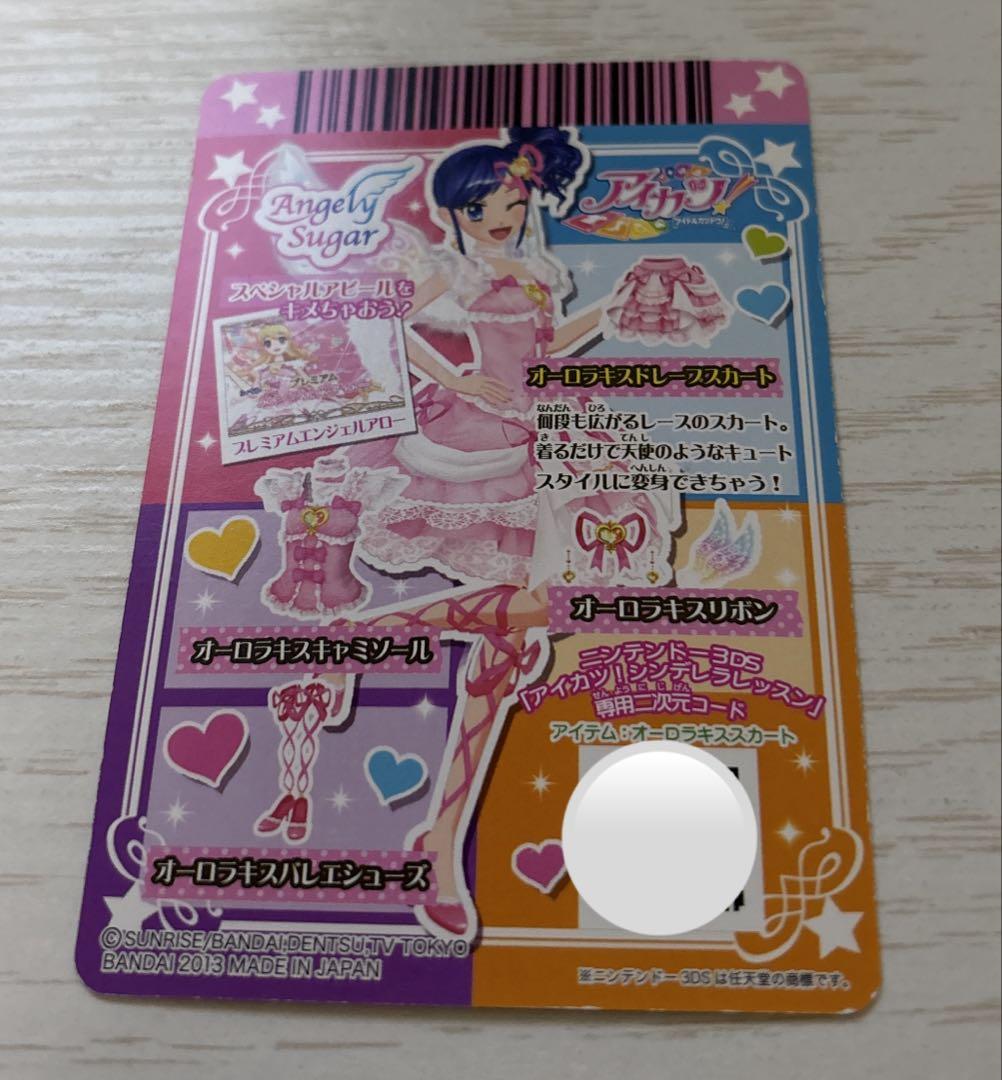 Angely
Sugar
アイカツ!
アイドルカツドウ!
スペシャルアピールを
キメちゃおう!
プレミアム
プレミアムエンジェルアロー
オーロラキスドレープスカート
なんだん ひろ
何段も広がるレースのスカート。
き てんし
着るだけで天使のようなキュート
へんしん
スタイルに変身できちゃう!
オーロラキスキャミソール
オーロラキスリボン
ニンテンドー3DS
「アイカツ!シンデレラレッスン」
せんようにじげん
専用二次元コード
アイテム:オーロラキススカート
オーロラキスバレエシューズ
©SUNRISE/BANDAI,DENTSU,TV TOKYO
BANDAI 2013 MADE IN JAPAN
※ニンテンドー3DSは任天堂の商標です。